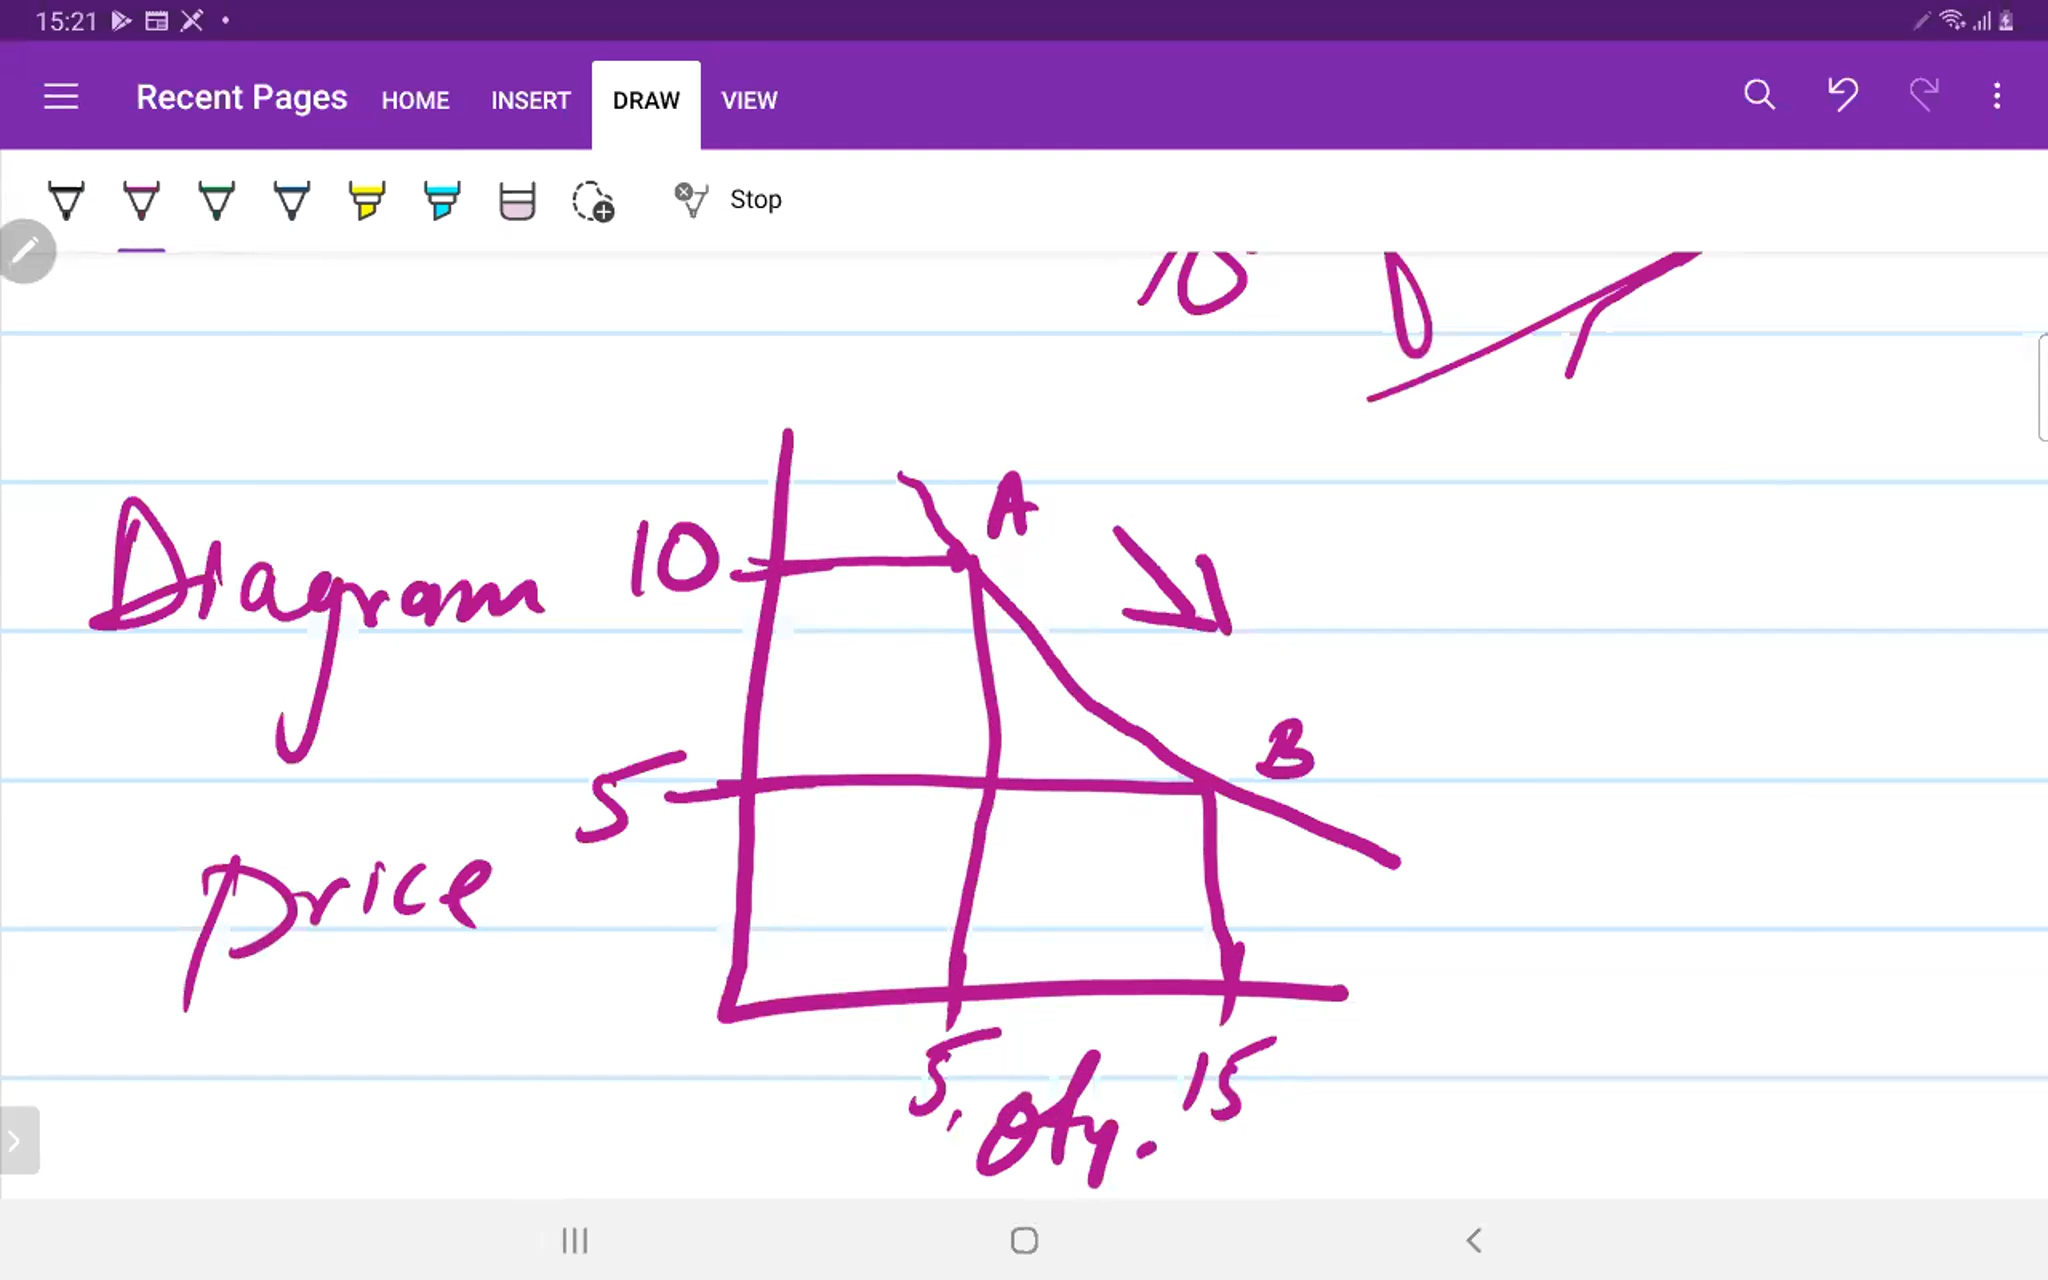 15:21
Recent Pages HOME INSERT DRAW VIEW
Stop
10
A
Diagram 10
B
5
Price
5, Qty. 15